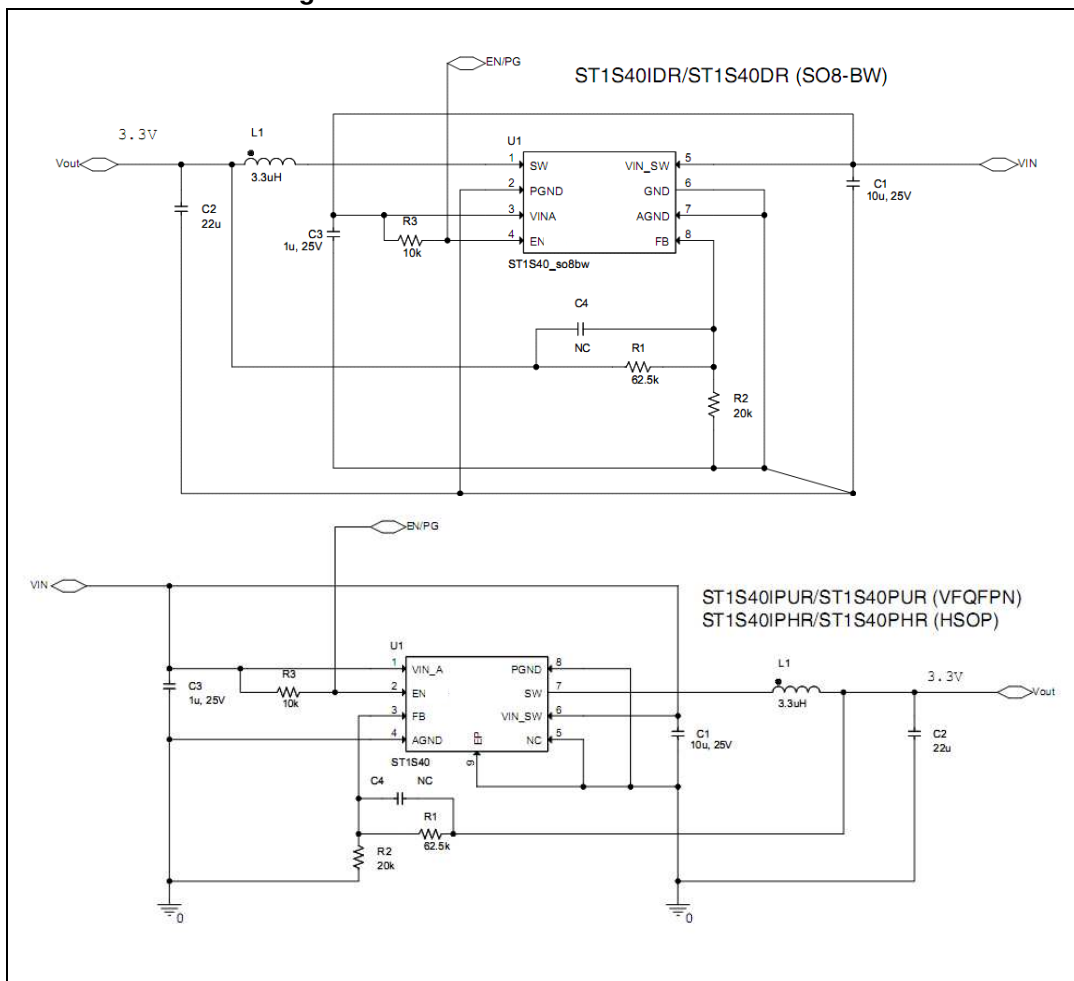 g
EN/PG
ST1S40IDR/ST1S40DR (SO8-BW)
3.3V
L1
3.3uH
Vout
U1
1 SW
2 PGND
3 VINA
4 EN
VIN_SW 5
GND 6
AGND 7
FB 8
ST1S40_so8bw
VIN
C1
10u, 25V
C2
22u
C3
1u, 25V
R3
10k
C4
NC
R1
62.5k
R2
20k
EN/PG
VIN
ST1S40IPUR/ST1S40PUR (VFQFPN)
ST1S40IPHR/ST1S40PHR (HSOP)
U1
1 VIN_A
2 EN
3 FB
4 AGND
PGND 8
SW 7
VIN_SW 6
NC 5
EP
9
ST1S40
L1
3.3uH
3.3V
Vout
R3
10k
C3
1u, 25V
C1
10u, 25V
C2
22u
C4
NC
R1
62.5k
R2
20k
0
0